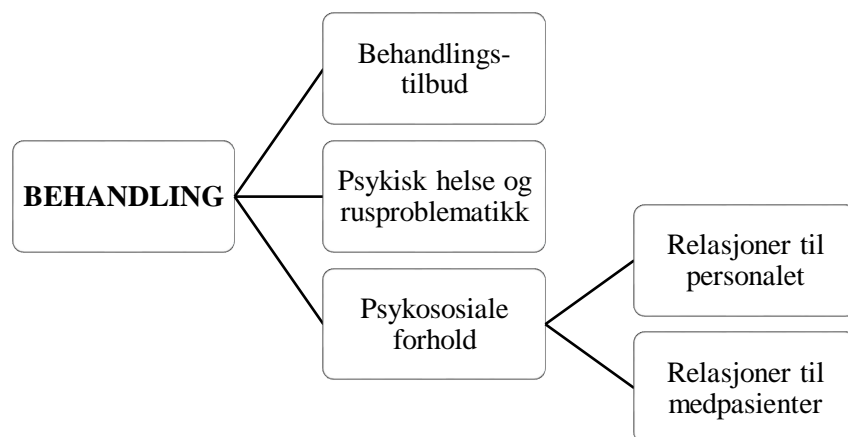 Behandlings-
tilbud
BEHANDLING
Psykisk helse og
rusproblematikk
Psykososiale
forhold
Relasjoner til
personalet
Relasjoner til
medpasienter